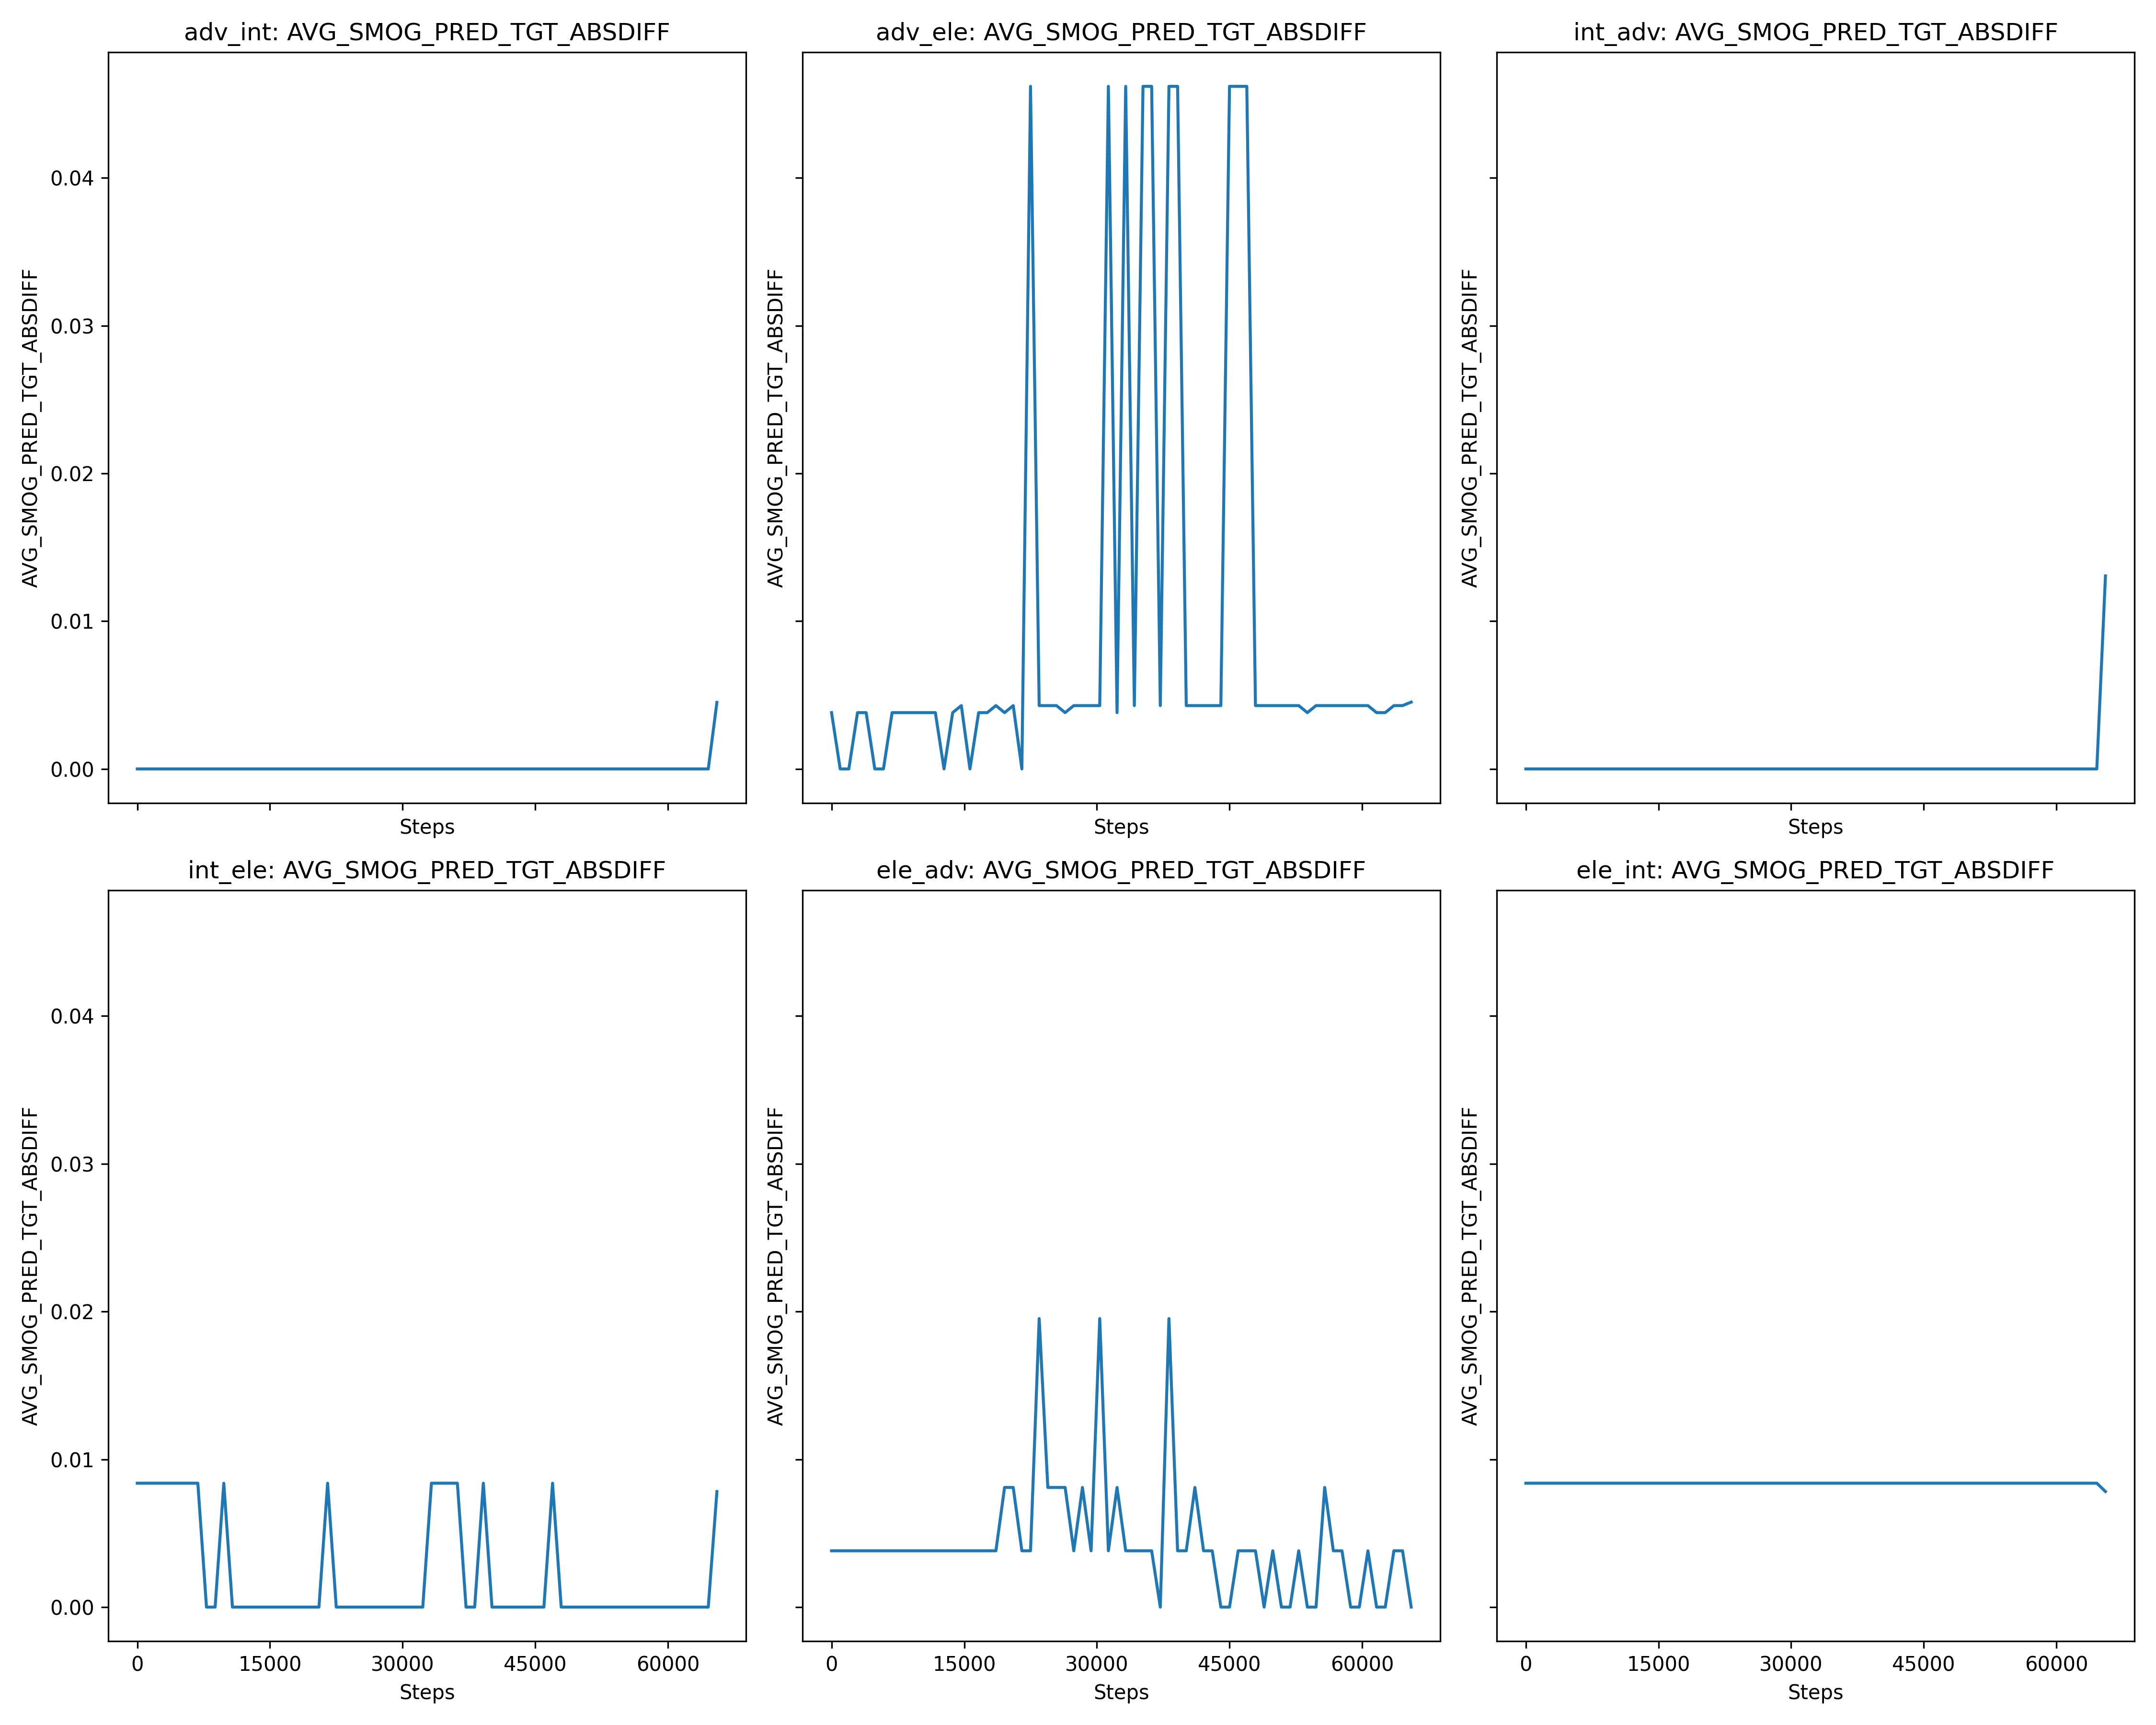 adv_int: AVG_SMOG_PRED_TGT_ABSDIFF
adv_ele: AVG_SMOG_PRED_TGT_ABSDIFF
int_adv: AVG_SMOG_PRED_TGT_ABSDIFF
AVG_SMOG_PRED_TGT_ABSDIFF
0.04
0.03
0.02
0.01
0.00
Steps
AVG_SMOG_PRED_TGT_ABSDIFF
Steps
AVG_SMOG_PRED_TGT_ABSDIFF
Steps
int_ele: AVG_SMOG_PRED_TGT_ABSDIFF
ele_adv: AVG_SMOG_PRED_TGT_ABSDIFF
ele_int: AVG_SMOG_PRED_TGT_ABSDIFF
AVG_SMOG_PRED_TGT_ABSDIFF
0.04
0.03
0.02
0.01
0.00
0 15000 30000 45000 60000
Steps
AVG_SMOG_PRED_TGT_ABSDIFF
0 15000 30000 45000 60000
Steps
AVG_SMOG_PRED_TGT_ABSDIFF
0 15000 30000 45000 60000
Steps